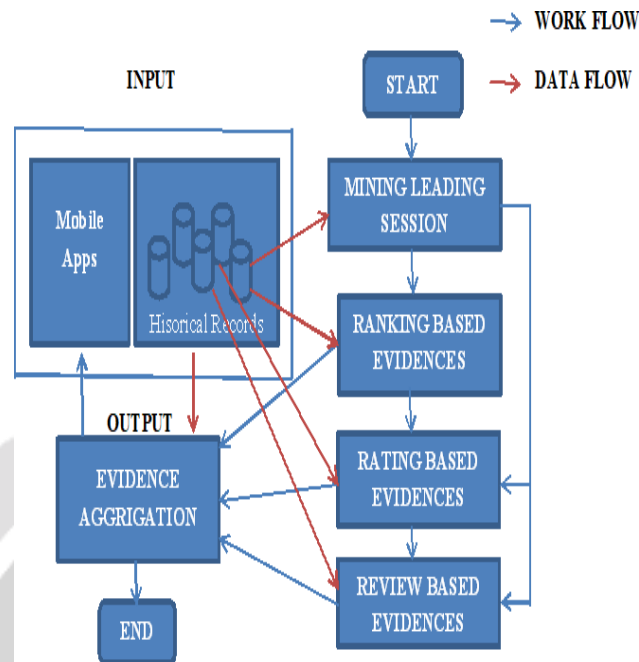 WORK FLOW
DATA FLOW
INPUT
START
Mobile
Apps
Hisorical Records
MINING LEADING
SESSION
RANKING BASED
EVIDENCES
OUTPUT
RATING BASED
EVIDENCES
EVIDENCE
AGGRIGATION
REVIEW BASED
EVIDENCES
END